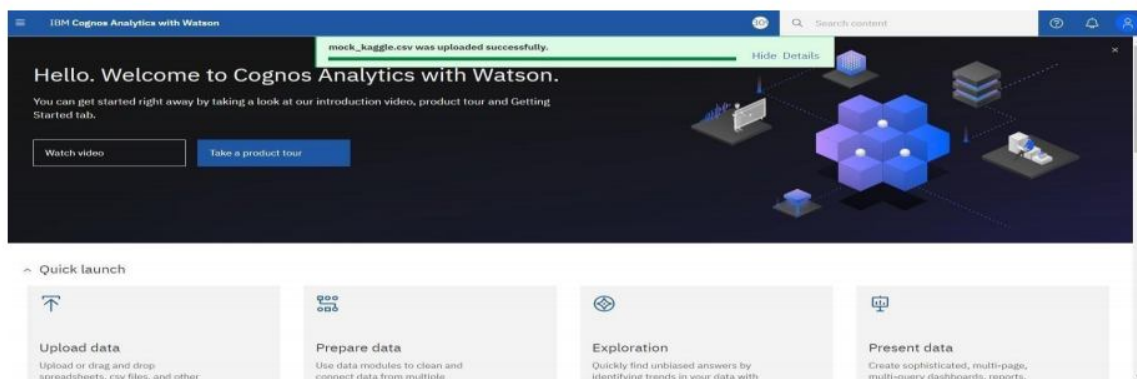 IBM Cognos Analytics with Watson
Search content
mock_kaggle.csv was uploaded successfully.
Hide Details
Hello. Welcome to Cognos Analytics with Watson.
You can get started right away by taking a look at our introduction video, product tour and Getting
Started tab.
Watch video
Take a product tour
Quick launch
Upload data
Upload or drag and drop
spreadsheets, csv files, and other
Prepare data
Use data modules to clean and
connect data from multiple
Exploration
Quickly find unbiased answers by
identifying trends in your data with
Present data
Create sophisticated, multi-page,
multi-query dashboards, reports,